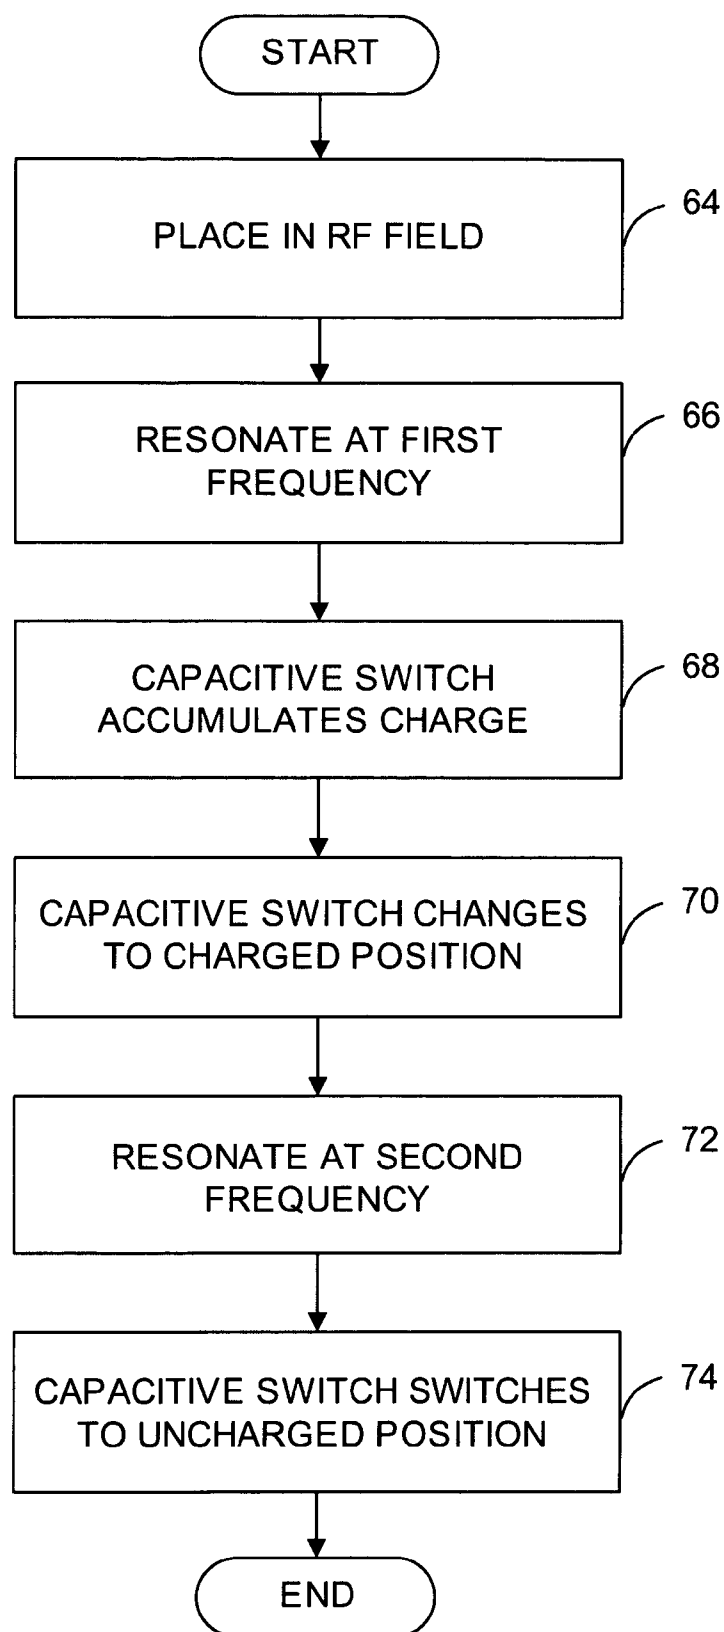 START
PLACE IN RF FIELD
64
RESONATE AT FIRST
FREQUENCY
66
CAPACITIVE SWITCH
ACCUMULATES CHARGE
68
CAPACITIVE SWITCH CHANGES
TO CHARGED POSITION
70
RESONATE AT SECOND
FREQUENCY
72
CAPACITIVE SWITCH SWITCHES
TO UNCHARGED POSITION
74
END